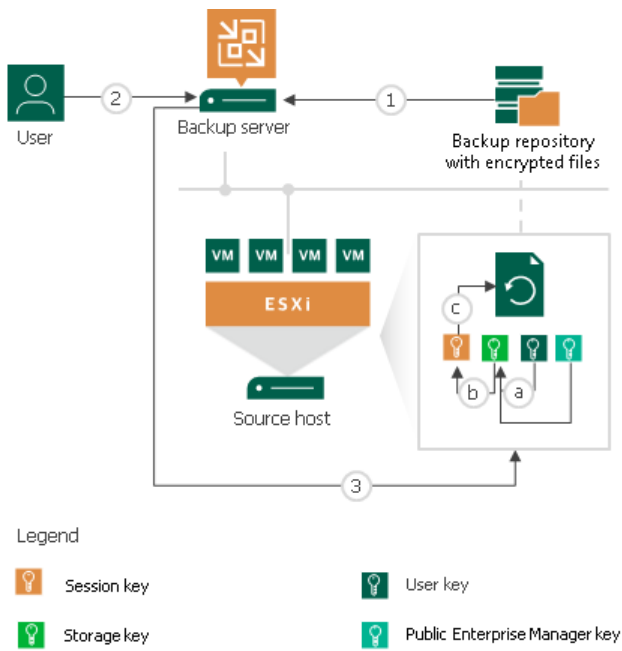 2
1
User
Backup server
Backup repository
with encrypted files
VM VM VM VM
ESXi
c
b
a
Source host
3
Legend
Session key
User key
Storage key
Public Enterprise Manager key